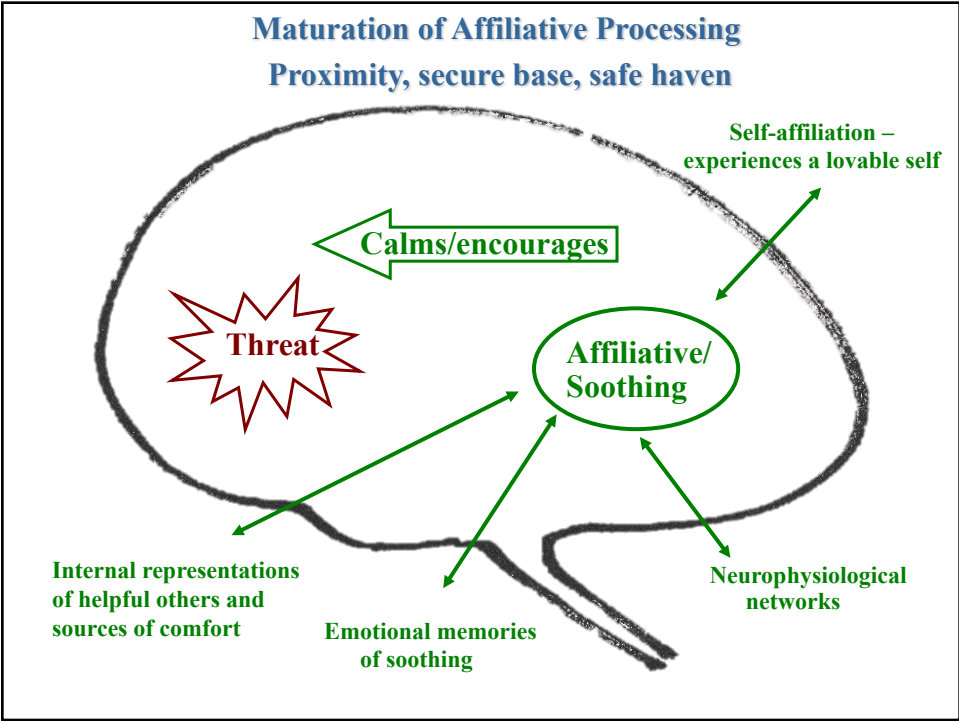 Maturation of Affiliative Processing
Proximity, secure base, safe haven
Self-affiliation –
experiences a lovable self
Calms/encourages
Threat
Affiliative/
Soothing
Internal representations
of helpful others and
sources of comfort
Emotional memories
of soothing
Neurophysiological
networks